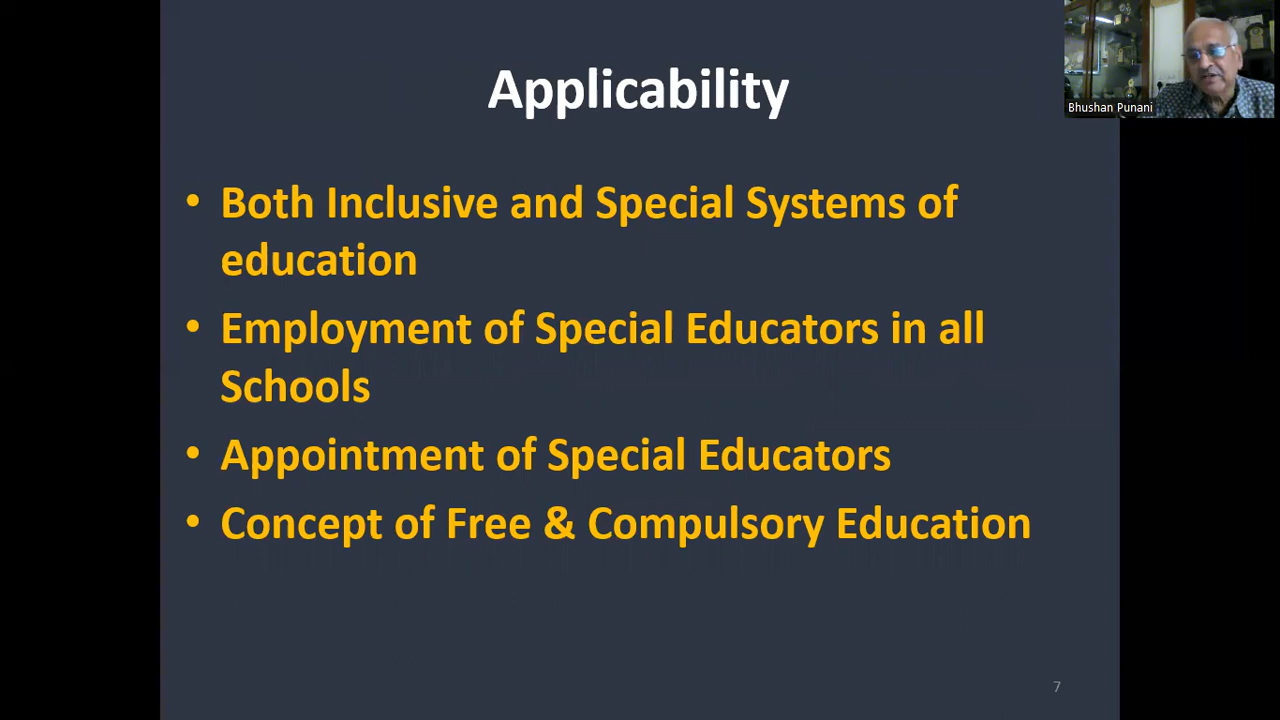 Applicability
Bhushan Punani
• Both Inclusive and Special Systems of
education
• Employment of Special Educators in all
Schools
• Appointment of Special Educators
• Concept of Free & Compulsory Education
7